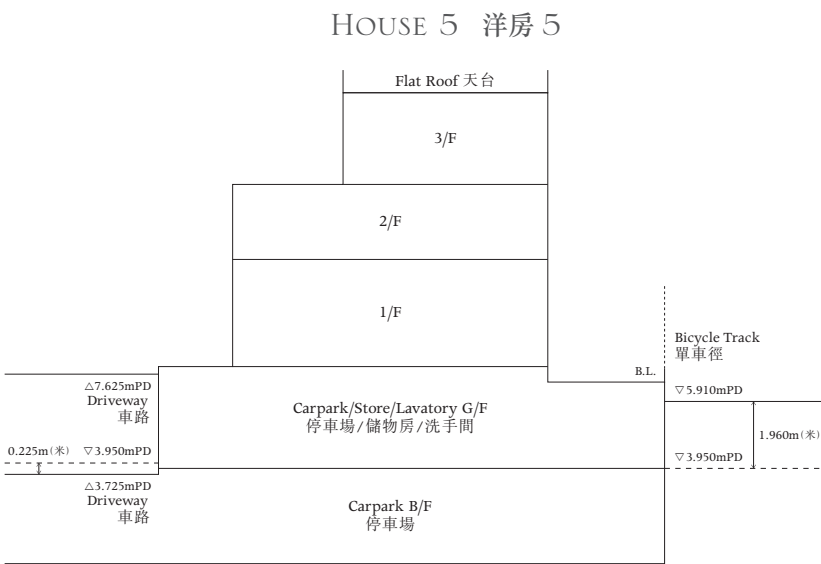 HOUSE 5 洋房 5
Flat Roof 天台
3/F
2/F
1/F
Bicycle Track
單車徑
B.L.
△7.625mPD
Driveway
車路
▽5.910mPD
Carpark/Store/Lavatory G/F
停車場/儲物房/洗手間
1.960m(米)
0.225m(米) ▽3.950mPD
▽3.950mPD
△3.725mPD
Driveway
車路
Carpark B/F
停車場